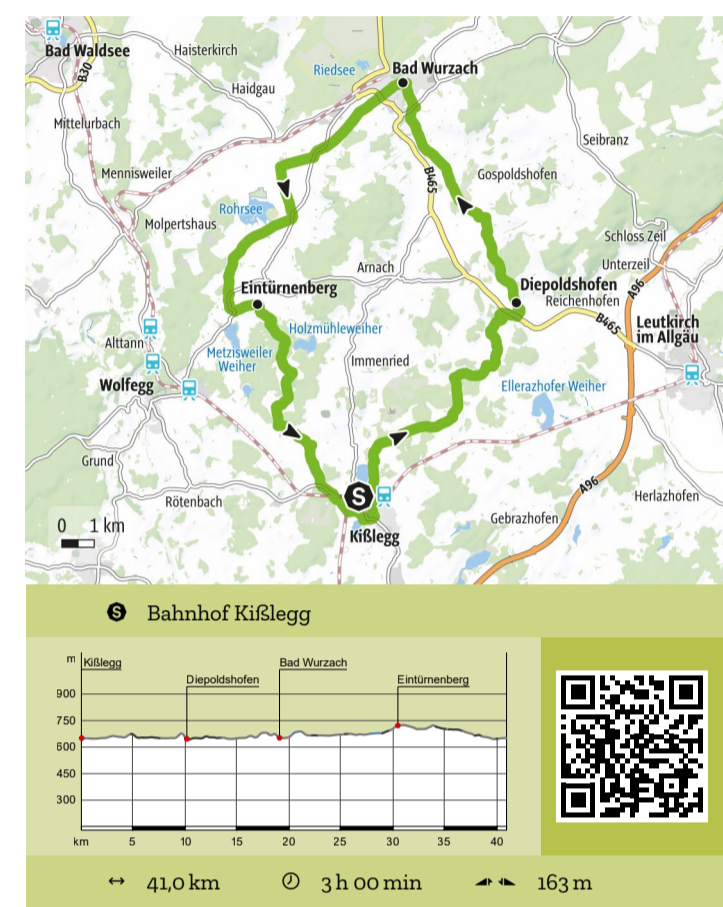 Bad Waldsee
Haisterkirch
Riedsee
Bad Wurzach
B30
Haidgau
Mittelurbach
Seibranz
Mennisweiler
B465
Gospoldshofen
Rohrsee
Molpertshaus
Schloss Zeil
Unterzeil
Arnach
A96
Eintürnenberg
Diepoldshofen
Reichenhofen
B465
Leutkirch
im Allgäu
Holzmühleweiher
Alttann
Metzisweiler
Weiher
Immenried
Wolfegg
Ellerazhofer Weiher
Grund
Rötenbach
S
A96
Herlazhofen
Gebrazhofen
0 1 km
Kißlegg
S Bahnhof Kißlegg
m
Kißlegg
Bad Wurzach
Diepoldshofen
Eintürnenberg
900
750
600
450
300
km 5 10 15 20 25 30 35 40
41,0 km 3 h 00 min 163 m